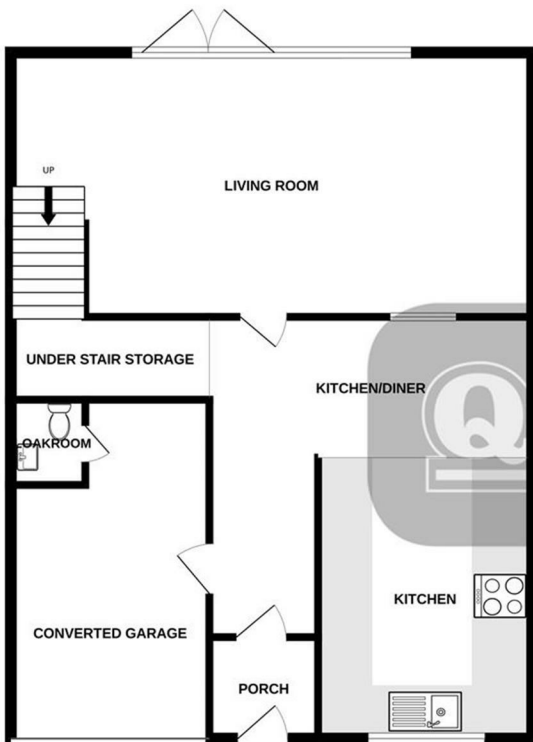 UP
LIVING ROOM
UNDER STAIR STORAGE
KITCHEN/DINER
Q
OAKROOM
KITCHEN
CONVERTED GARAGE
PORCH